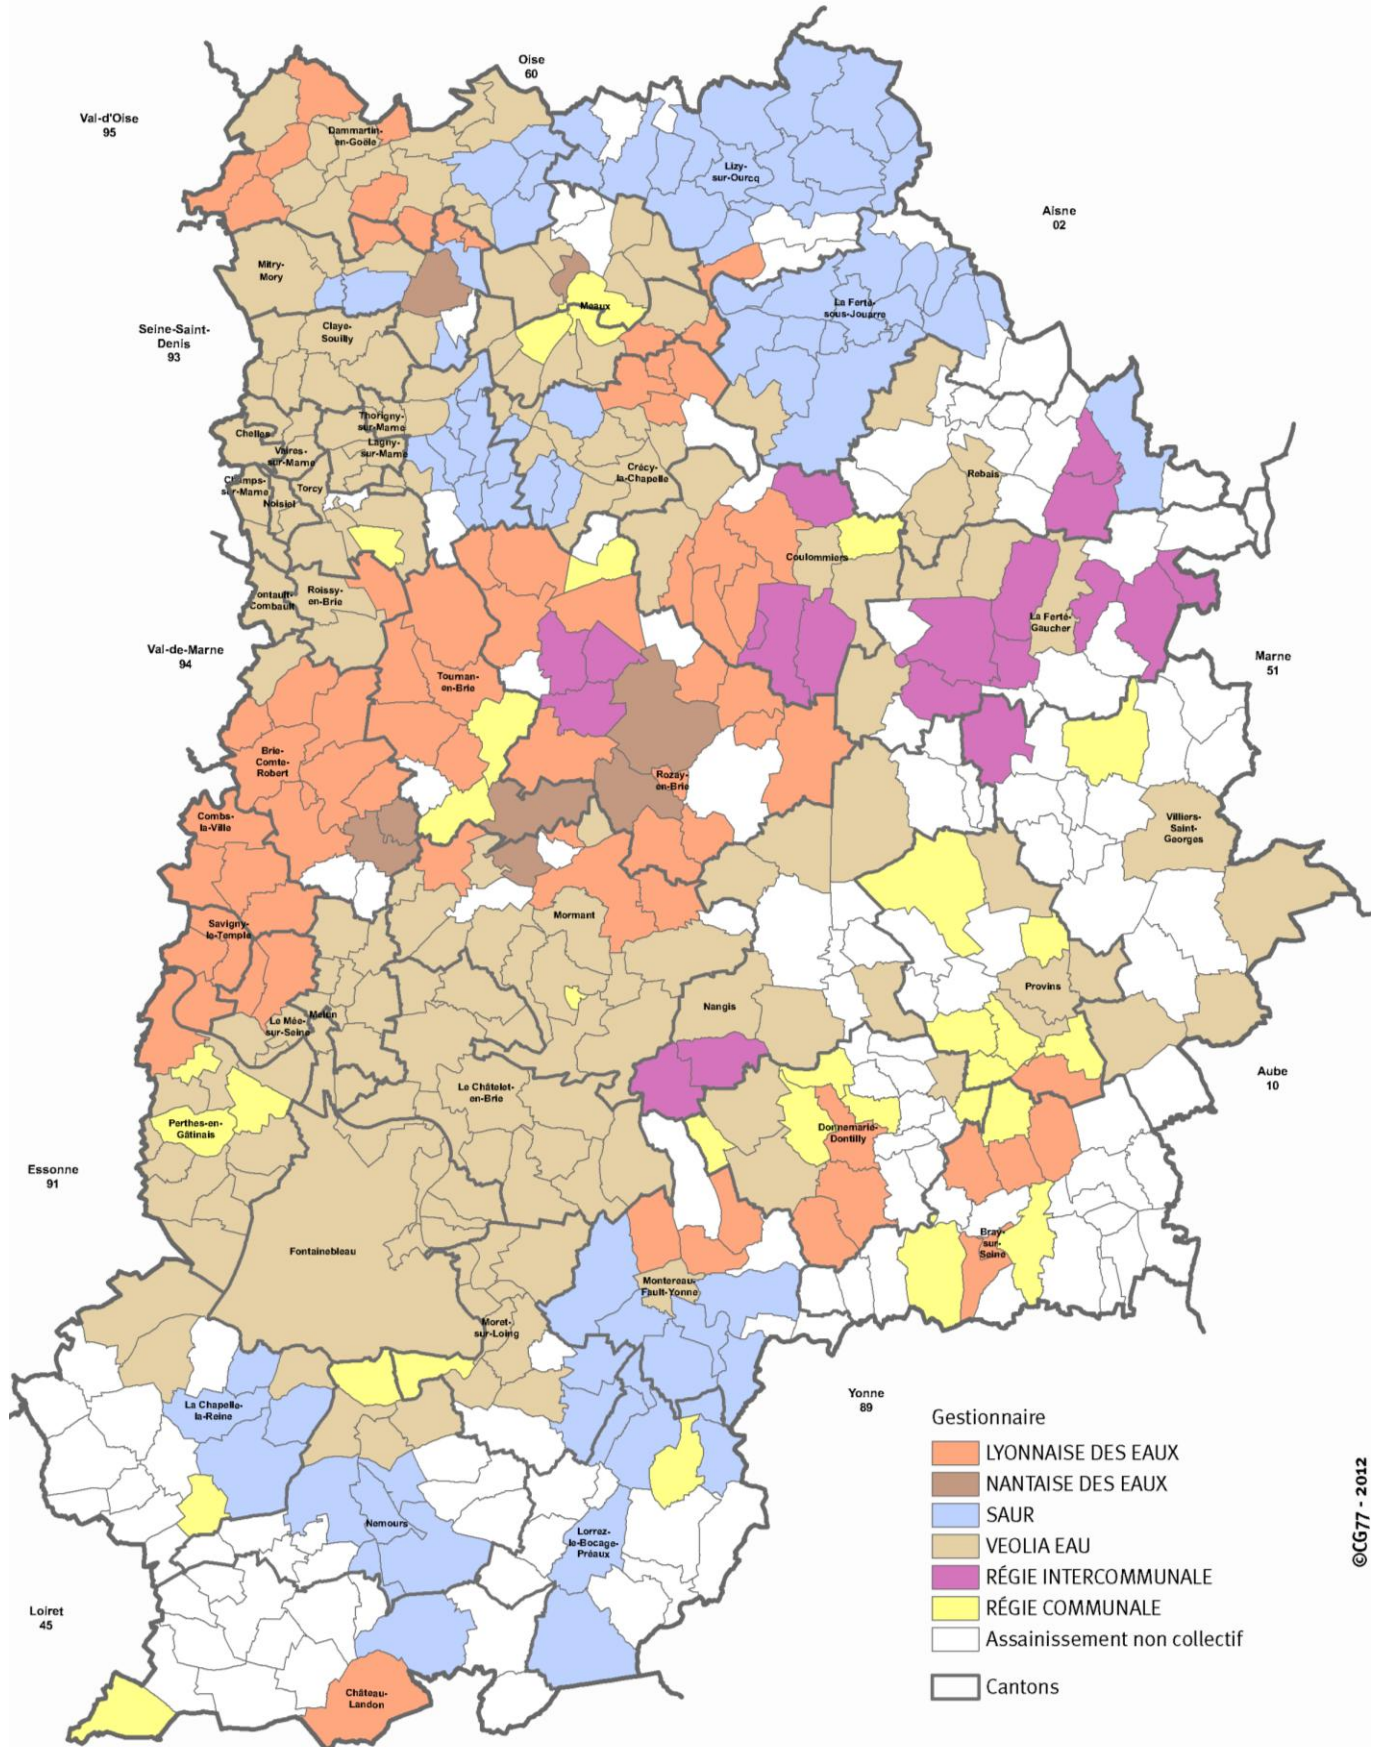 Oise
60
Val-d'Oise
95
Dammartin-
en-Goële
Lizy-
sur-Ourcq
Aisne
02
Mitry-
Mory
Meaux
La Ferté-
sous-Jouarre
Seine-Saint-
Denis
93
Claye-
Souilly
Thorigny-
sur-Marne
Chelles
Lagny-
sur-Marne
Vaires-
sur-Marne
Crécy-
la-Chapelle
Rebais
Champs-
sur-Marne
Torcy
Noisiel
Coulommiers
Roissy-
en-Brie
Pontault-
Combault
La Ferté-
Gaucher
Val-de-Marne
94
Marne
51
Tournan-
en-Brie
Brie-
Comte-
Robert
Rozay-
en-Brie
Combs-
la-Ville
Villiers-
Saint-
Georges
Mormant
Savigny-
le-Temple
Provins
Nangis
Le Mée-
sur-Seine
Melun
Aube
10
Le Châtelet-
en-Brie
Perthes-en-
Gâtinais
Donnemarie-
Dontilly
Essonne
91
Fontainebleau
Bray-
sur-
Seine
Montereau-
Fault-Yonne
Moret-
sur-Loing
Yonne
89
La Chapelle-
la-Reine
Nemours
Lorrez-
le-Bocage-
Préaux
Loiret
45
Château-
Landon
Gestionnaire
LYONNAISE DES EAUX
NANTAISE DES EAUX
SAUR
VEOLIA EAU
RÉGIE INTERCOMMUNALE
RÉGIE COMMUNALE
Assainissement non collectif
Cantons
©CG77 - 2012